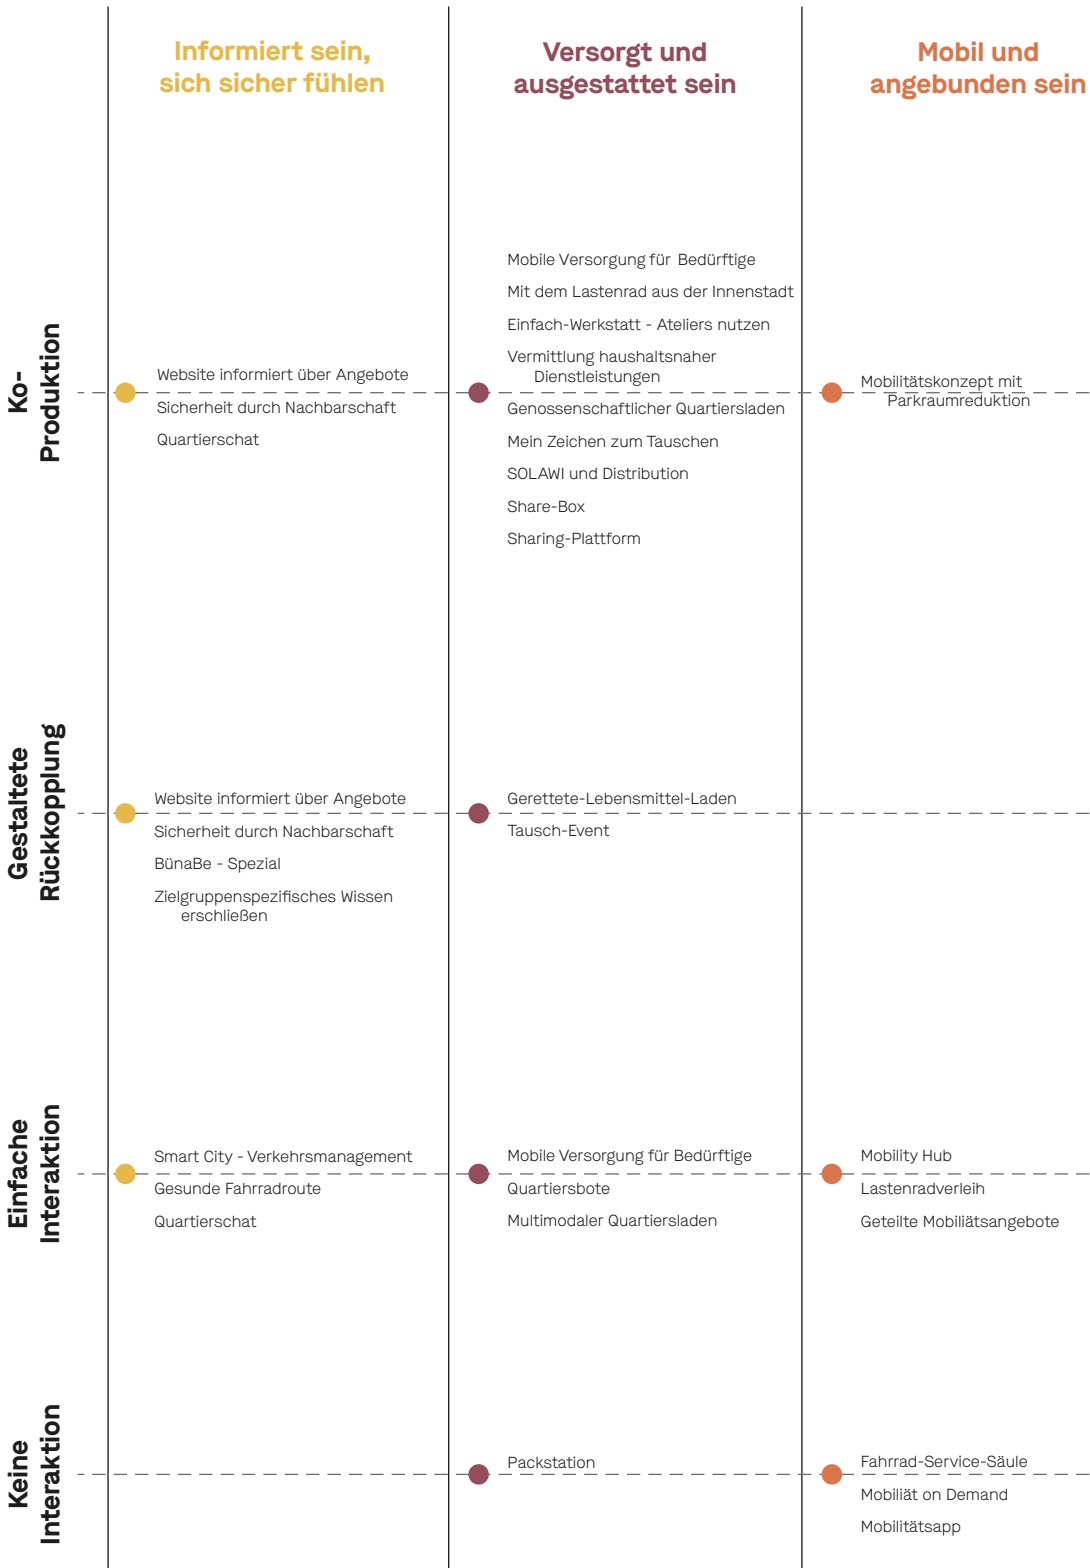 Informiert sein,
sich sicher fühlen
Versorgt und
ausgestattet sein
Mobil und
angebunden sein
Ko-
Produktion
Website informiert über Angebote
Sicherheit durch Nachbarschaft
Quartierschat
Mobile Versorgung für Bedürftige
Mit dem Lastenrad aus der Innenstadt
Einfach-Werkstatt - Ateliers nutzen
Vermittlung haushaltsnaher
Dienstleistungen
Genossenschaftlicher Quartiersladen
Mein Zeichen zum Tauschen
SOLAWI und Distribution
Share-Box
Sharing-Plattform
Mobilitätskonzept mit
Parkraumreduktion
Gestaltete
Rückkopplung
Website informiert über Angebote
Sicherheit durch Nachbarschaft
BünaBe - Spezial
Zielgruppenspezifisches Wissen
erschließen
Gerettete-Lebensmittel-Laden
Tausch-Event
Einfache
Interaktion
Smart City - Verkehrsmanagement
Gesunde Fahrradroute
Quartierschat
Mobile Versorgung für Bedürftige
Quartiersbote
Multimodaler Quartiersladen
Mobility Hub
Lastenradverleih
Geteilte Mobiliätsangebote
Keine
Interaktion
Packstation
Fahrrad-Service-Säule
Mobiliät on Demand
Mobilitätsapp